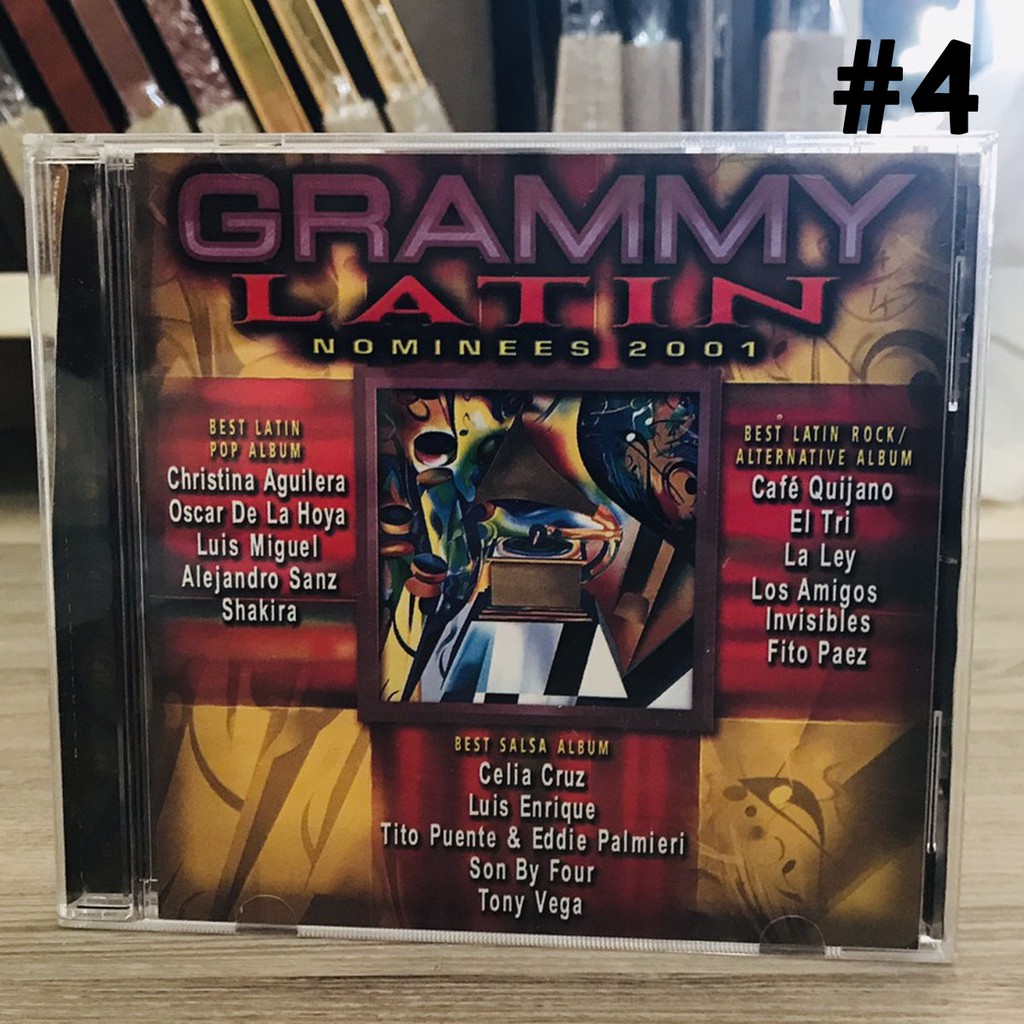 #4
GRAMMY
LATIN
NOMINEES 2001
BEST LATIN
POP ALBUM
Christina Aguilera
Oscar De La Hoya
Luis Miguel
Alejandro Sanz
Shakira
BEST LATIN ROCK/
ALTERNATIVE ALBUM
Café Quijano
El Tri
La Ley
Los Amigos
Invisibles
Fito Paez
BEST SALSA ALBUM
Celia Cruz
Luis Enrique
Tito Puente & Eddie Palmieri
Son By Four
Tony Vega